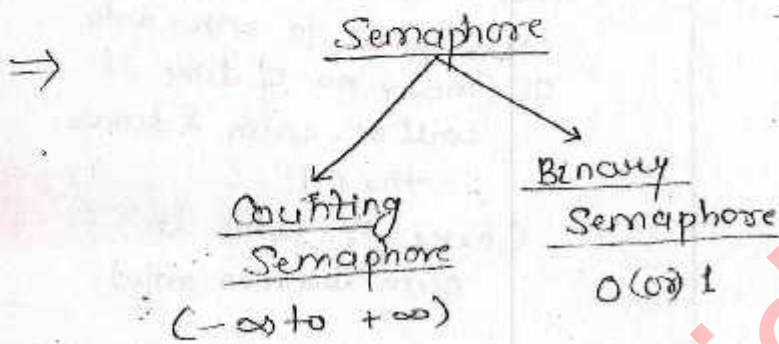 ⇒ Semaphore
Counting
Semaphore
(-∞ to +∞)
Binary
Semaphore
0 (or) 1